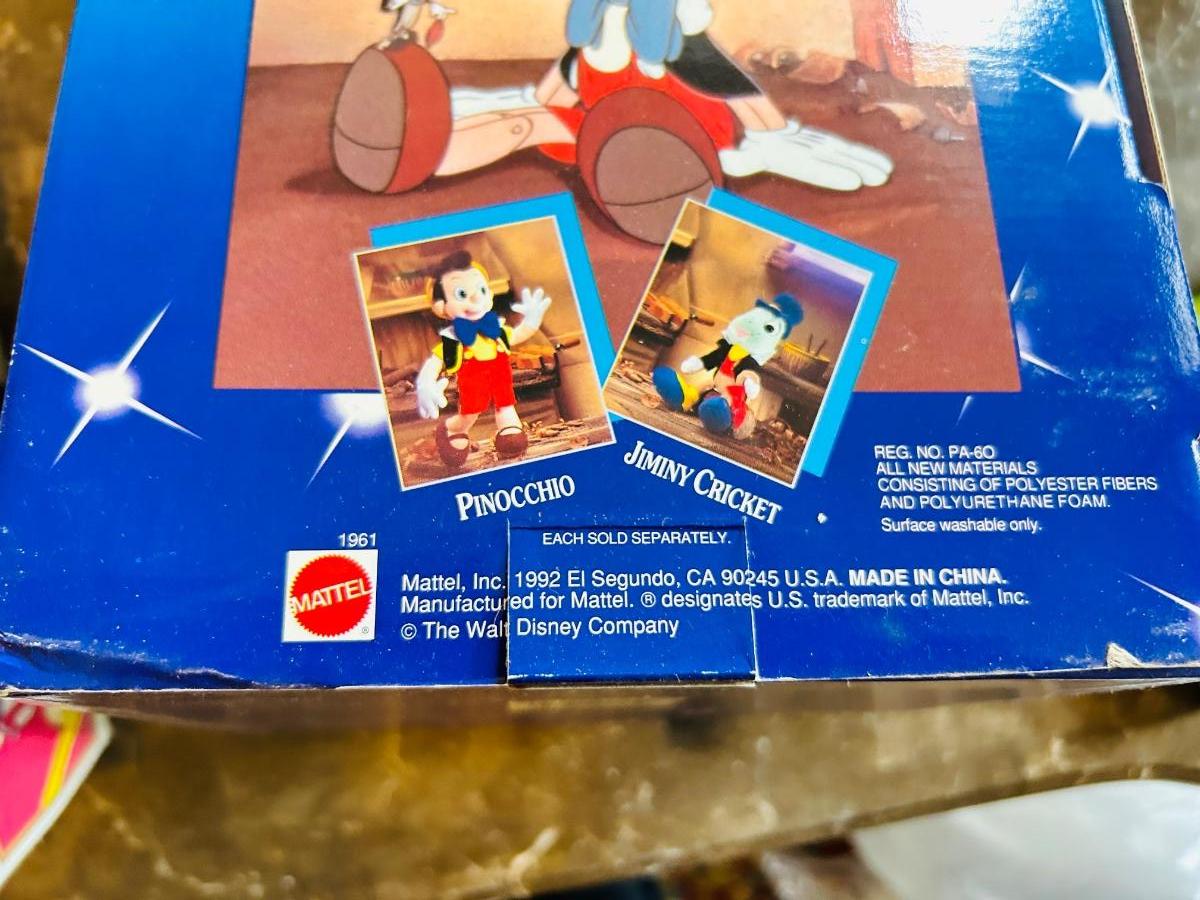 PINOCCHIO
JIMINY CRICKET
REG. NO. PA-60
ALL NEW MATERIALS
CONSISTING OF POLYESTER FIBERS
AND POLYURETHANE FOAM.
Surface washable only.
1961
EACH SOLD SEPARATELY.
MATTEL
®
Mattel, Inc. 1992 El Segundo, CA 90245 U.S.A. MADE IN CHINA.
Manufactured for Mattel. ® designates U.S. trademark of Mattel, Inc.
© The Walt Disney Company